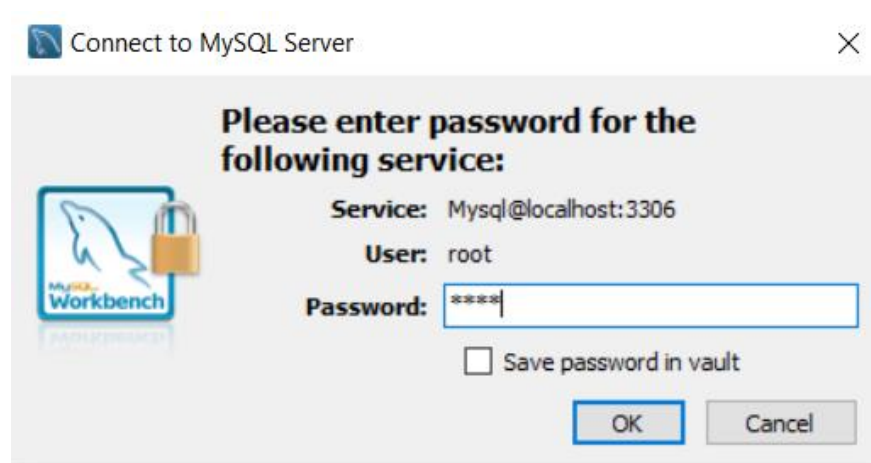 Connect to MySQL Server
Please enter password for the
following service:
Service: Mysql@localhost:3306
User: root
Password: ****
MySQL
Workbench
Save password in vault
OK Cancel